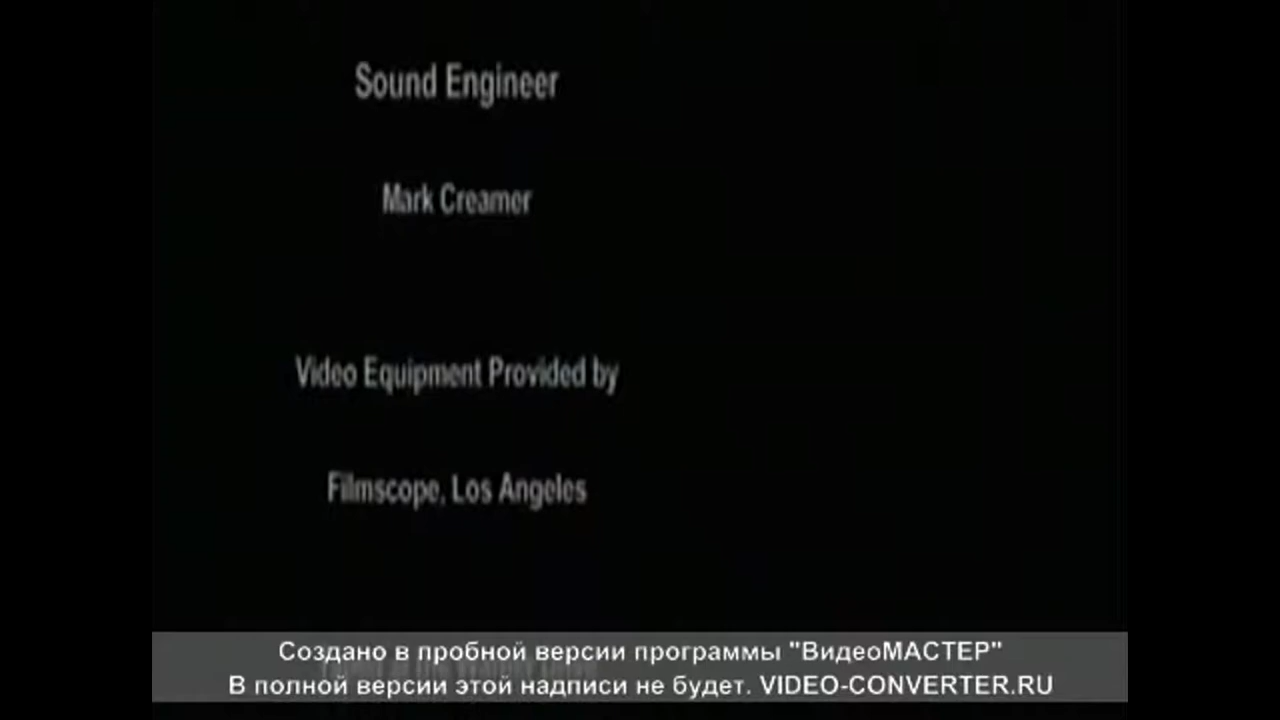 Sound Engineer
Mark Creamer
Video Equipment Provided by
Filmscope, Los Angeles
Создано в пробной версии программы "ВидеоМАСТЕР"
В полной версии этой надписи не будет. VIDEO-CONVERTER.RU